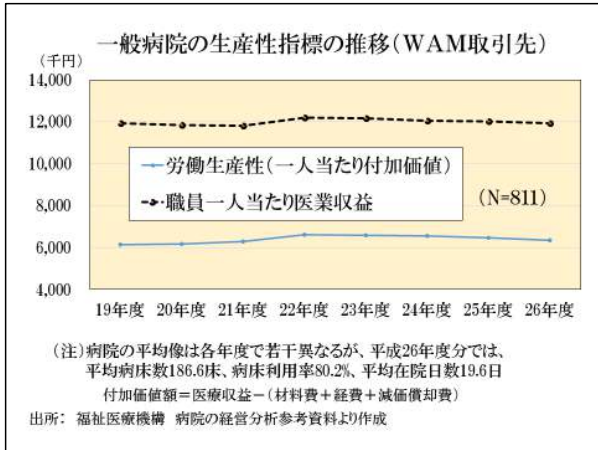 一般病院の生産性指標の推移(WAM取引先)
(千円)
14,000
12,000
10,000
8,000
6,000
4,000
労働生産性(一人当たり付加価値)
職員一人当たり医業収益
(N=811)
19年度 20年度 21年度 22年度 23年度 24年度 25年度 26年度
(注)病院の平均像は各年度で若干異なるが、平成26年度分では、
平均病床数186.6床、病床利用率80.2%、平均在院日数19.6日
付加価値額=医療収益-(材料費+経費+減価償却費)
出所: 福祉医療機構 病院の経営分析参考資料より作成